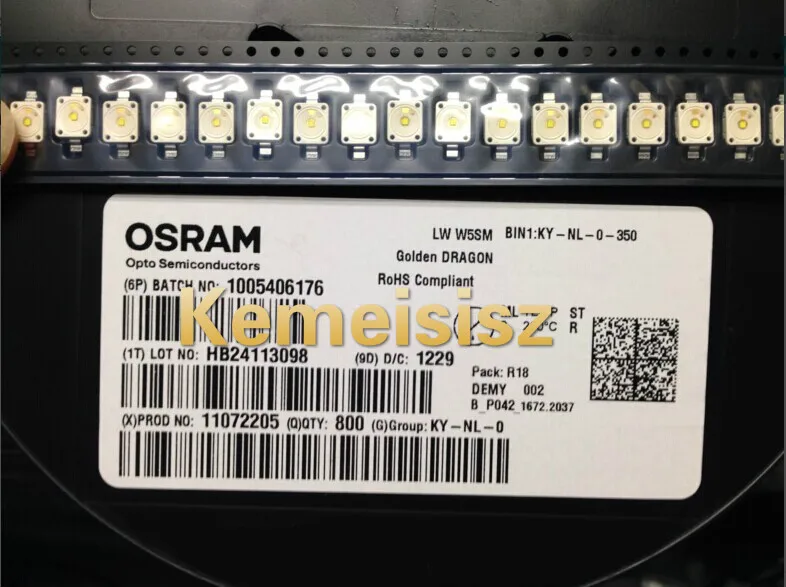 OSRAM
Opto Semiconductors
LW W5SM BIN1:KY-NL-0-350
Golden DRAGON
RoHS Compliant
(6P) BATCH NO: 1005406176
Kemeisisz
ML TEMP ST
°C R
(1T) LOT NO: HB24113098 (9D) D/C: 1229
Pack: R18
DEMY 002
B_P042_1672.2037
(X)PROD NO: 11072205 (Q)QTY: 800 (G)Group: KY-NL-0